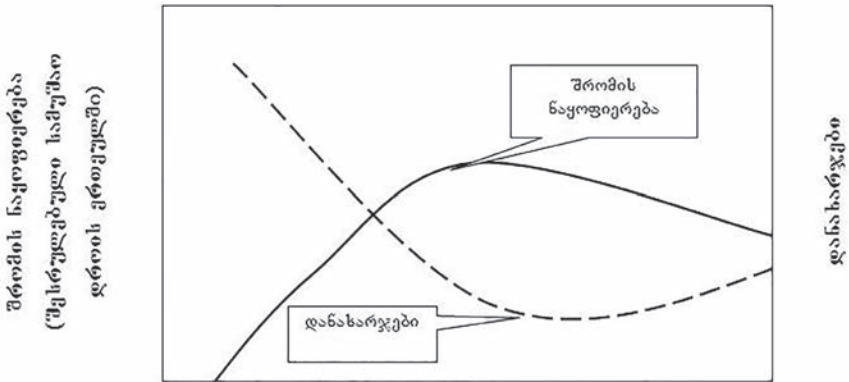 შრომის ნაყოფიერება
(შესრულებული სამუშაო
დროის ერთეულში)
შრომის
ნაყოფიერება
დანახარჯები
დანახარჯები